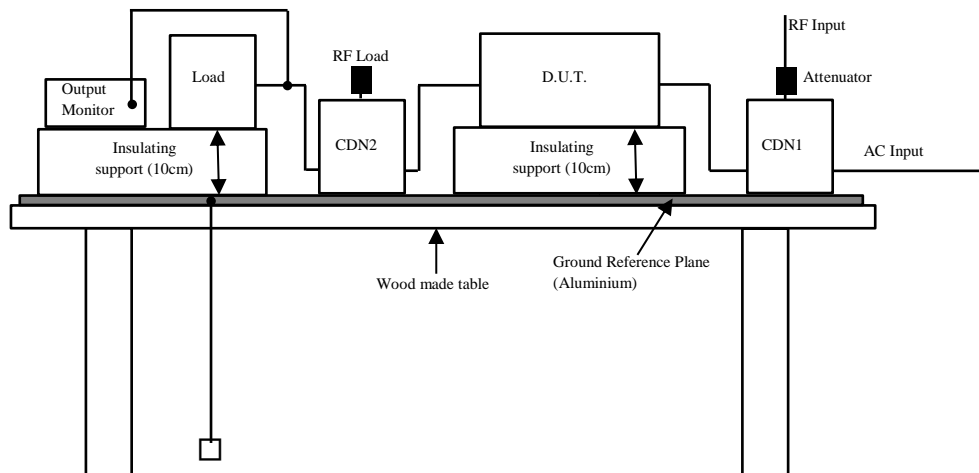 RF Input
RF Load
Attenuator
Output
Monitor
Load
D.U.T.
CDN2
CDN1
Insulating
support (10cm)
Insulating
support (10cm)
AC Input
Wood made table
Ground Reference Plane
(Aluminium)